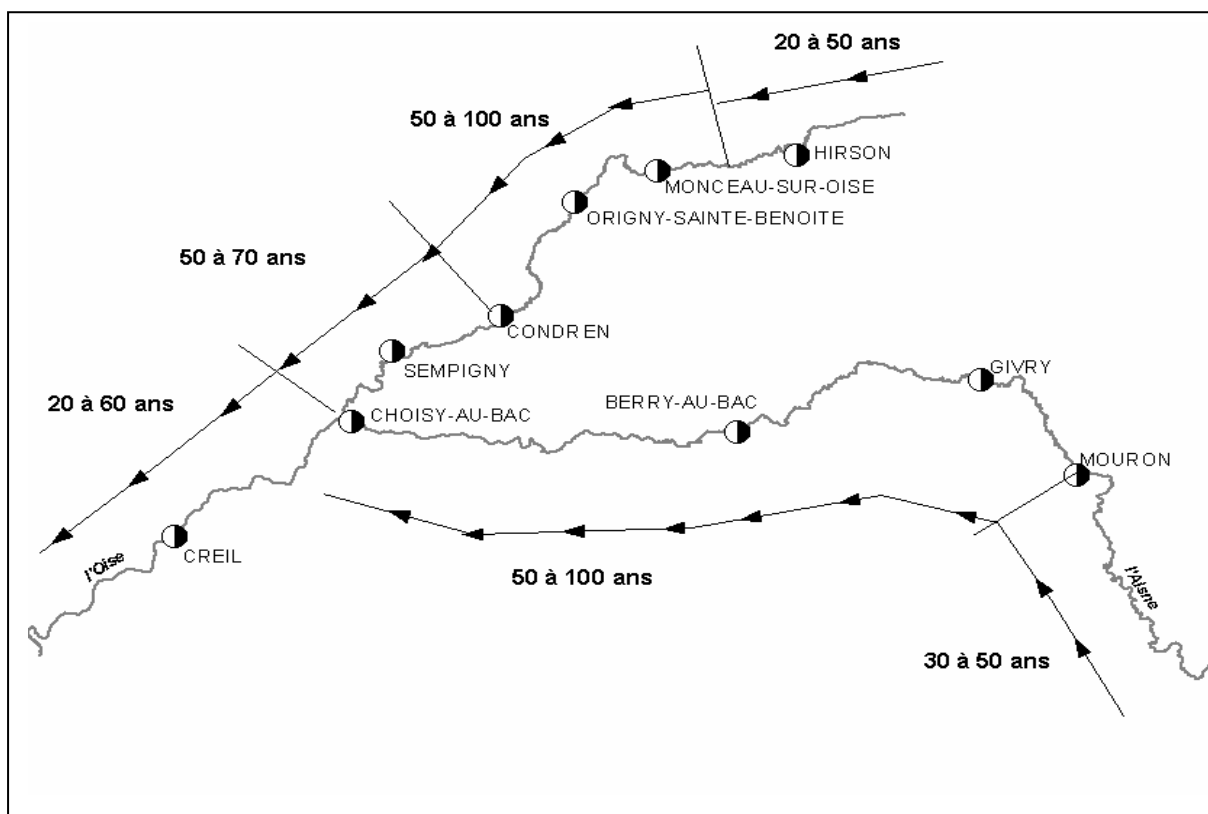 20 à 50 ans
50 à 100 ans
HIRSON
MONCEAU-SUR-OISE
ORIGNY-SAINTE-BENOITE
50 à 70 ans
CONDREN
SEMPIGNY
GIVRY
20 à 60 ans
CHOISY-AU-BAC
BERRY-AU-BAC
MOURON
CREIL
l'Oise
50 à 100 ans
l'Aisne
30 à 50 ans